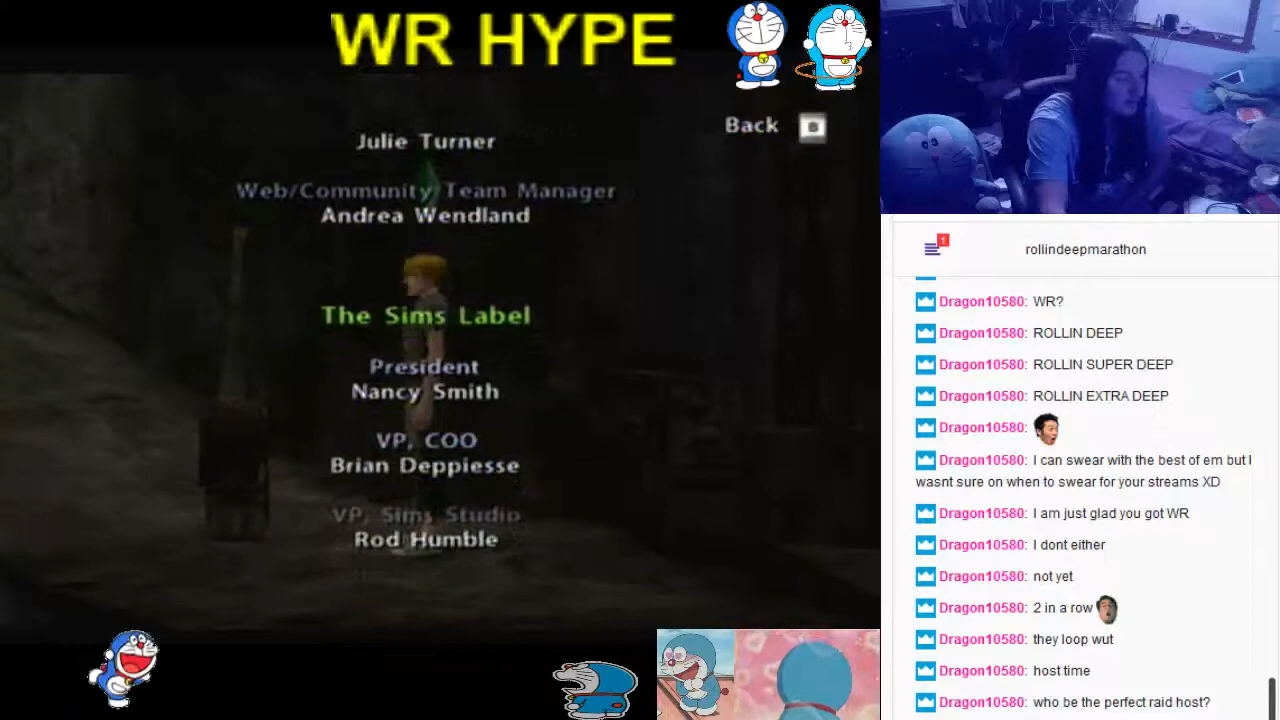 WR HYPE
Back
Julie Turner
Web/Community Team Manager
Andrea Wendland
The Sims Label
President
Nancy Smith
VP, COO
Brian Deppiesse
VP, Sims Studio
Rod Humble
1
rollindeepmarathon
Dragon10580: WR?
Dragon10580: ROLLIN DEEP
Dragon10580: ROLLIN SUPER DEEP
Dragon10580: ROLLIN EXTRA DEEP
Dragon10580:
Dragon10580: I can swear with the best of em but I
wasnt sure on when to swear for your streams XD
Dragon10580: I am just glad you got WR
Dragon10580: I dont either
Dragon10580: not yet
Dragon10580: 2 in a row
Dragon10580: they loop wut
Dragon10580: host time
Dragon10580: who be the perfect raid host?